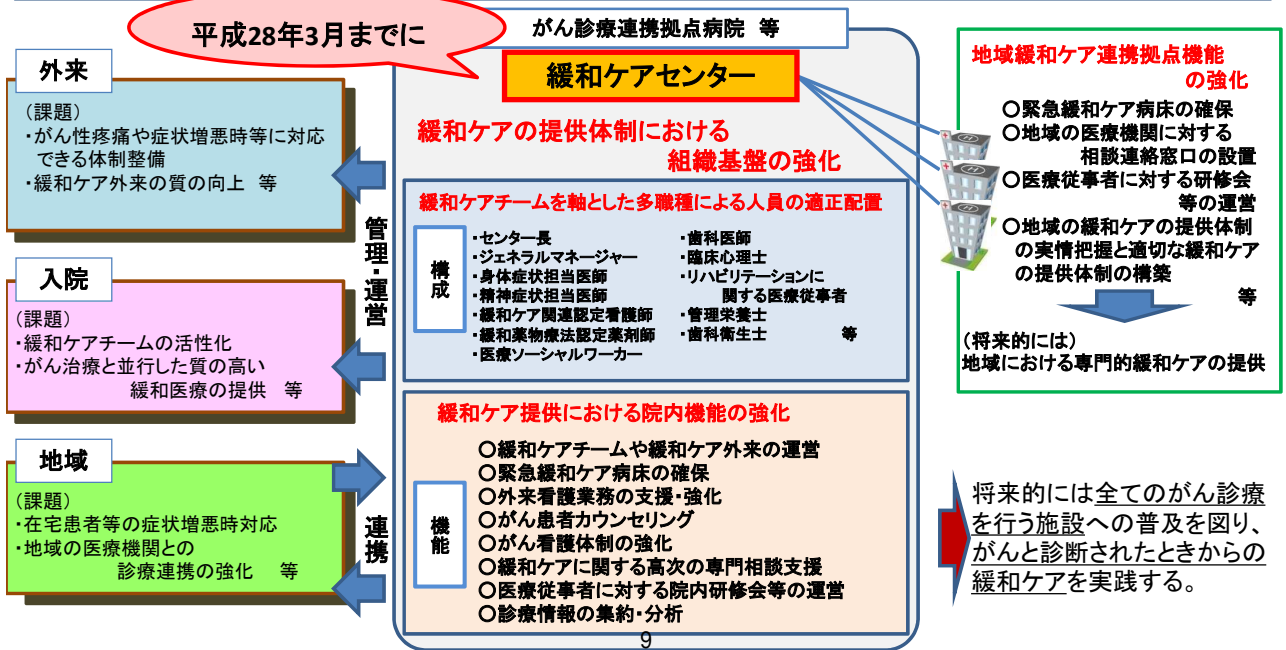 平成28年3月までに
がん診療連携拠点病院 等
緩和ケアセンター
外来
(課題)
・がん性疼痛や症状増悪時等に対応
できる体制整備
・緩和ケア外来の質の向上 等
入院
(課題)
・緩和ケアチームの活性化
・がん治療と並行した質の高い
緩和医療の提供 等
地域
(課題)
・在宅患者等の症状増悪時対応
・地域の医療機関との
診療連携の強化 等
管理・運営
連携
緩和ケアの提供体制における
組織基盤の強化
緩和ケアチームを軸とした多職種による人員の適正配置
構成
・センター長
・ジェネラルマネージャー
・身体症状担当医師
・精神症状担当医師
・緩和ケア関連認定看護師
・緩和薬物療法認定薬剤師
・医療ソーシャルワーカー
・歯科医師
・臨床心理士
・リハビリテーションに
関する医療従事者
・管理栄養士
・歯科衛生士 等
緩和ケア提供における院内機能の強化
機能
○緩和ケアチームや緩和ケア外来の運営
○緊急緩和ケア病床の確保
○外来看護業務の支援・強化
○がん患者カウンセリング
○がん看護体制の強化
○緩和ケアに関する高次の専門相談支援
○医療従事者に対する院内研修会等の運営
○診療情報の集約・分析
9
地域緩和ケア連携拠点機能
の強化
○緊急緩和ケア病床の確保
○地域の医療機関に対する
相談連絡窓口の設置
○医療従事者に対する研修会
等の運営
○地域の緩和ケアの提供体制
の実情把握と適切な緩和ケア
の提供体制の構築
等
(将来的には)
地域における専門的緩和ケアの提供
将来的には全てのがん診療
を行う施設への普及を図り、
がんと診断されたときからの
緩和ケアを実践する。